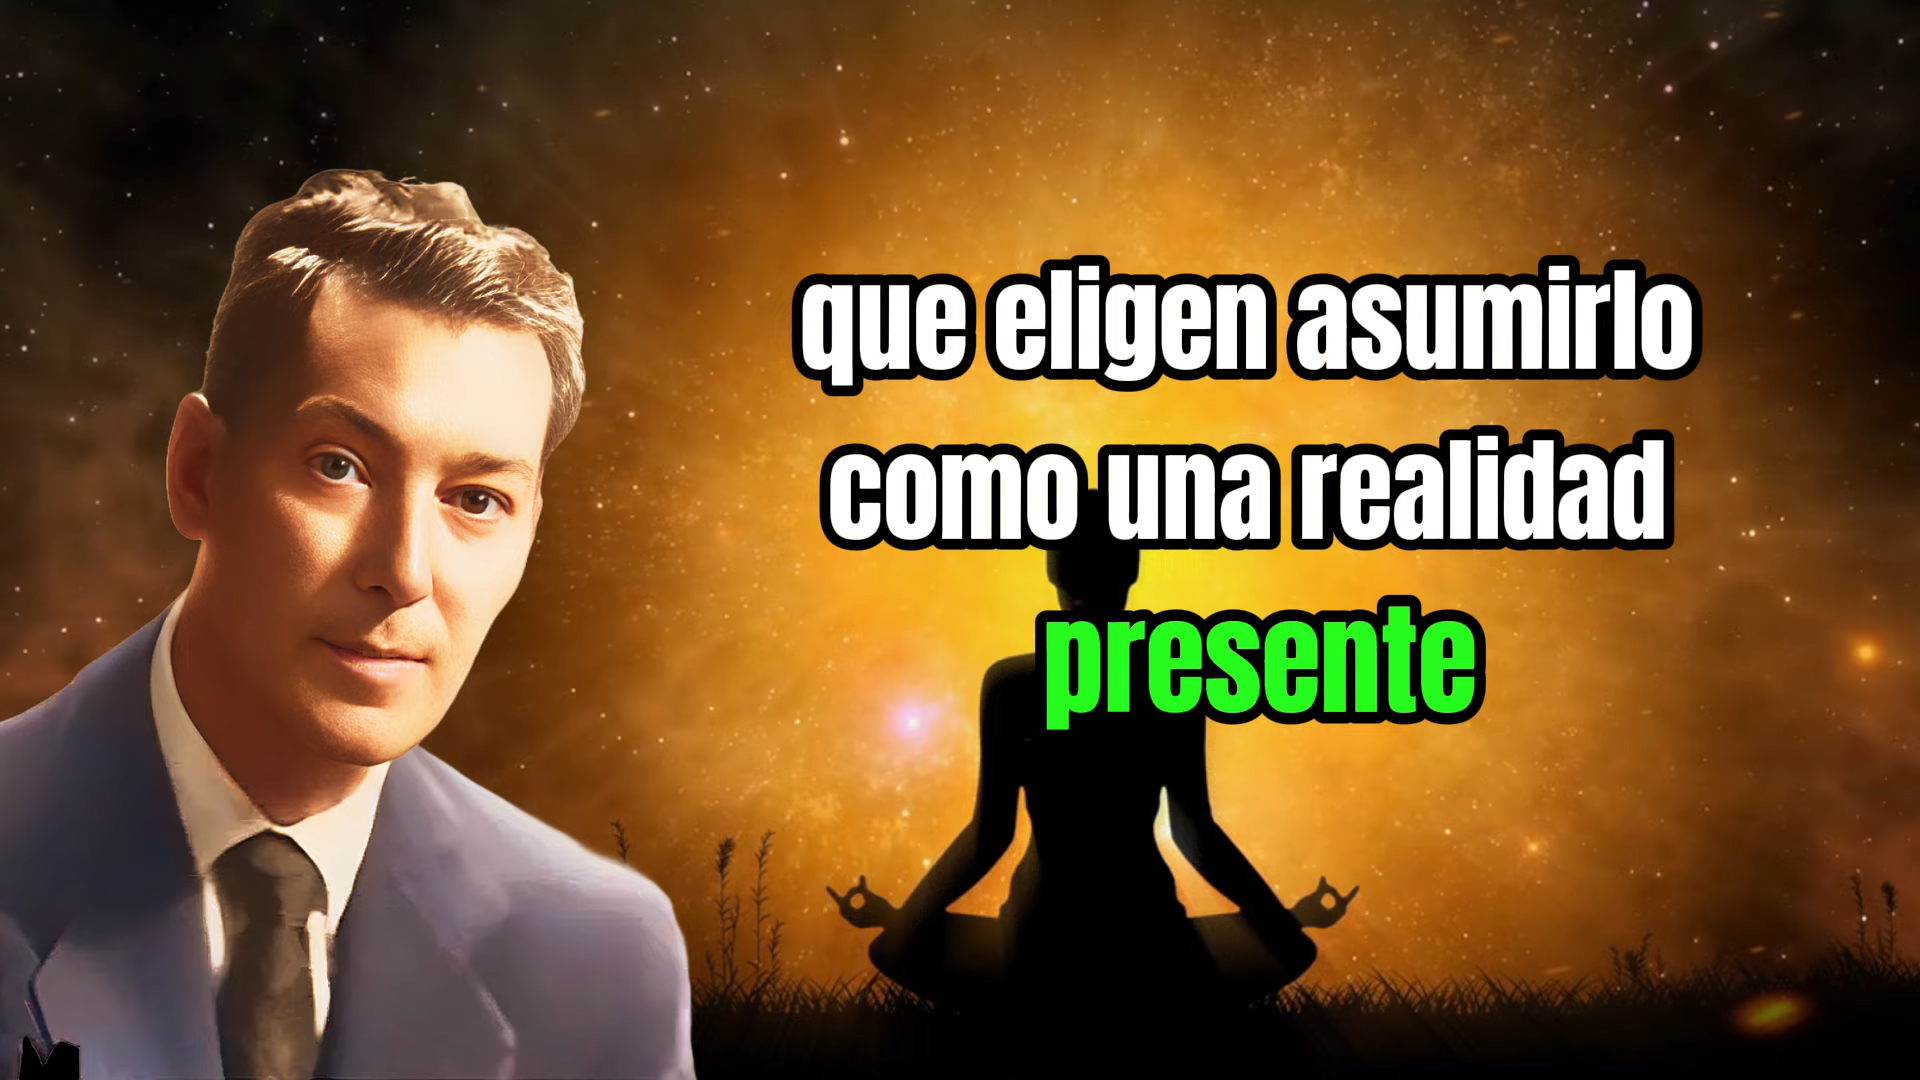 que eligen asumirlo
como una realidad
presente